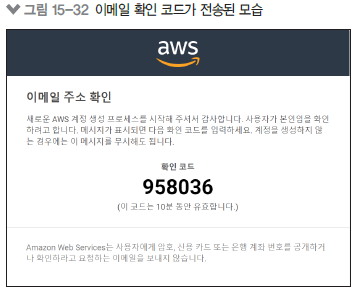 그림 15-32 이메일 확인 코드가 전송된 모습
aws
이메일 주소 확인
새로운 AWS 계정 생성 프로세스를 시작해 주셔서 감사합니다. 사용자가 본인임을 확인
하려고 합니다. 메시지가 표시되면 다음 확인 코드를 입력하세요. 계정을 생성하지 않
는 경우에는 이 메시지를 무시해도 됩니다.
확인 코드
958036
(이 코드는 10분 동안 유효합니다.)
Amazon Web Services는 사용자에게 암호, 신용 카드 또는 은행 계좌 번호를 공개하거
나 확인하라고 요청하는 이메일을 보내지 않습니다.